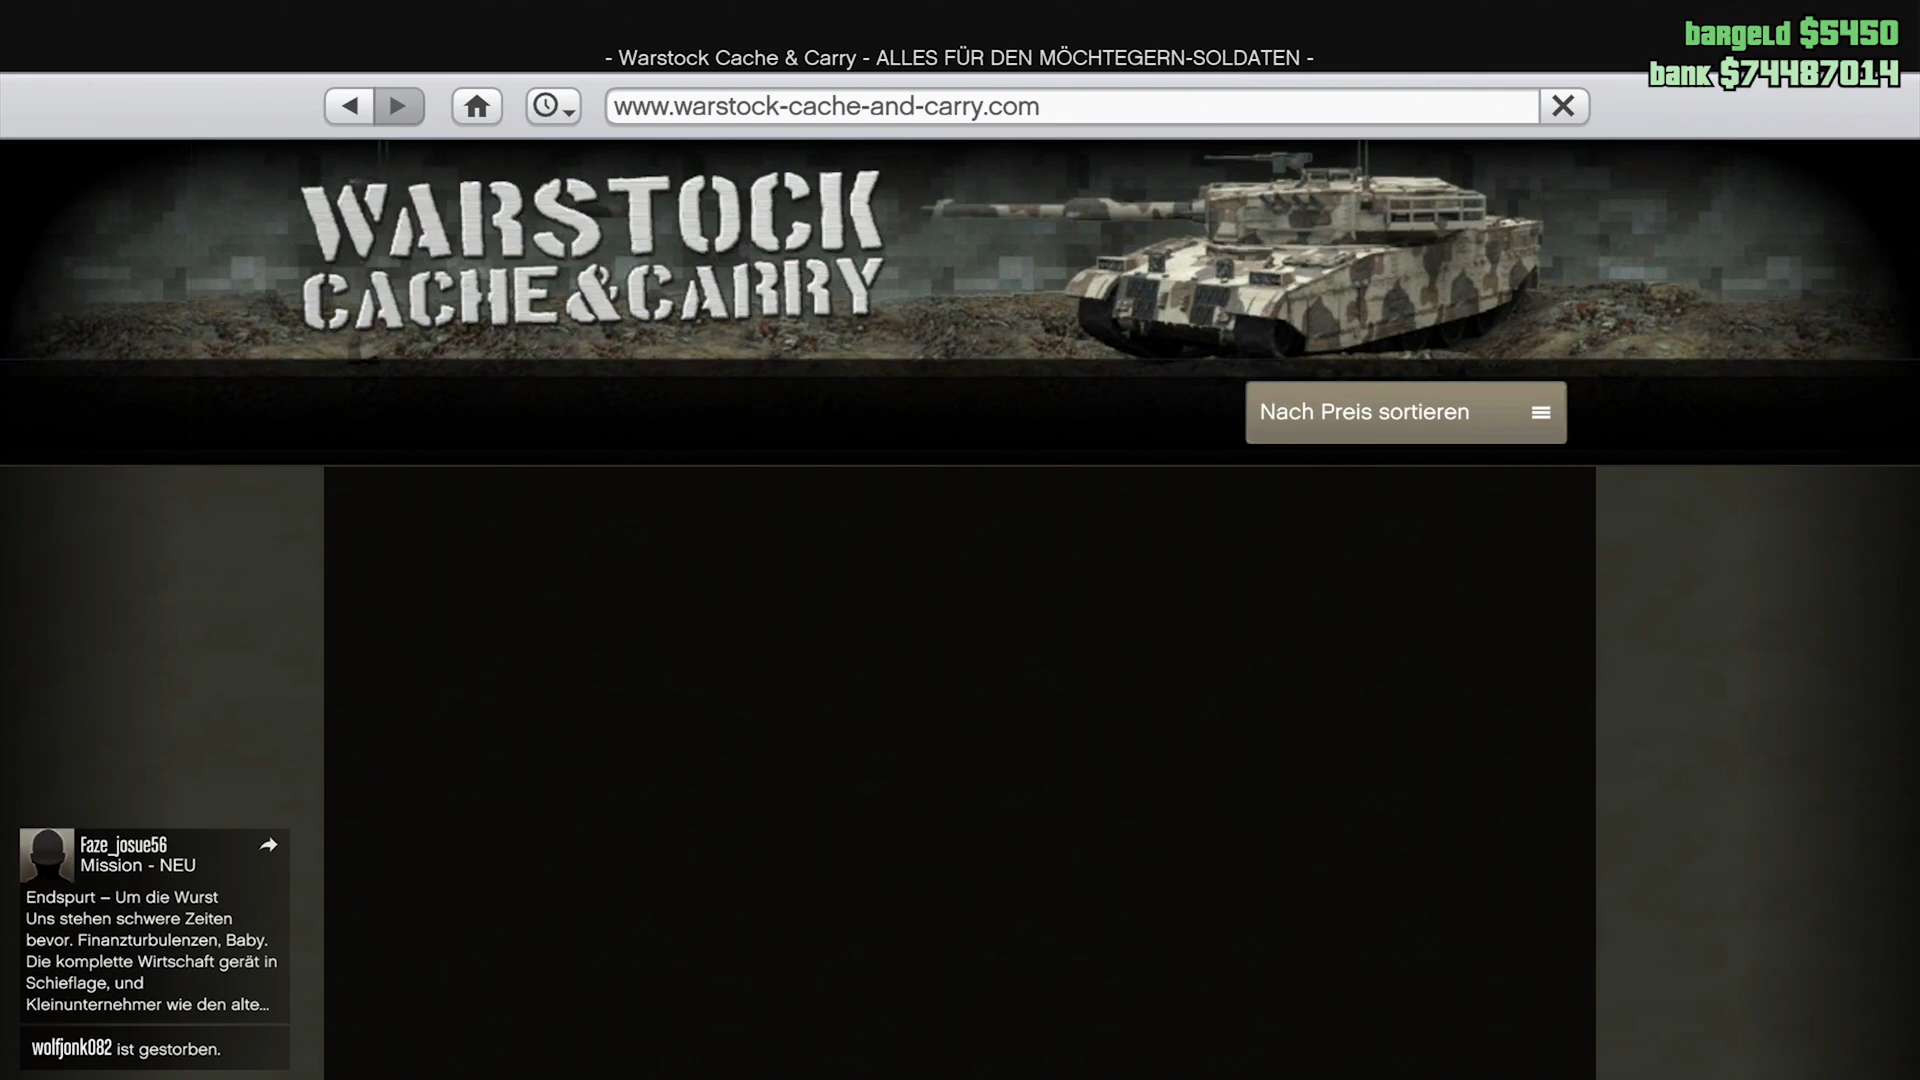 bargeld $5450
- Warstock Cache & Carry - ALLES FÜR DEN MÖCHTEGERN-SOLDATEN -
bank $74487014
www.warstock-cache-and-carry.com
WARSTOCK
CACHE & CARRY
Nach Preis sortieren
Faze_josue56
Mission - NEU
Endspurt – Um die Wurst
Uns stehen schwere Zeiten
bevor. Finanzturbulenzen, Baby.
Die komplette Wirtschaft gerät in
Schieflage, und
Kleinunternehmer wie den alte...
wolfjonk082 ist gestorben.